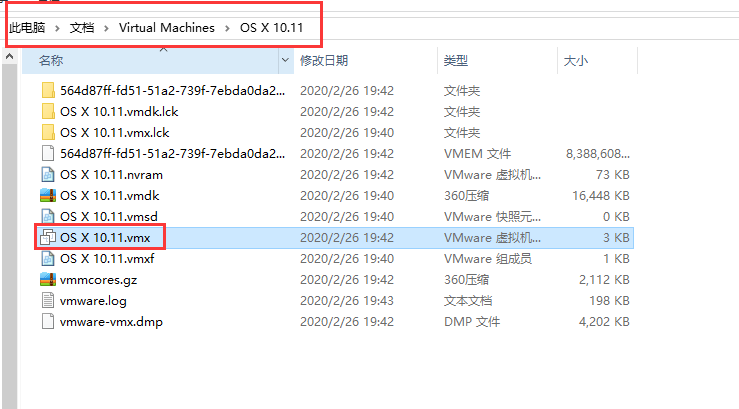 此电脑 > 文档 > Virtual Machines > OS X 10.11
名称 修改日期 类型 大小
564d87ff-fd51-51a2-739f-7ebda0da2... 2020/2/26 19:42 文件夹
OS X 10.11.vmdk.lck 2020/2/26 19:42 文件夹
OS X 10.11.vmx.lck 2020/2/26 19:40 文件夹
564d87ff-fd51-51a2-739f-7ebda0da2... 2020/2/26 19:42 VMEM 文件 8,388,608...
OS X 10.11.nvram 2020/2/26 19:42 VMware 虚拟机... 73 KB
OS X 10.11.vmdk 2020/2/26 19:42 360压缩 16,448 KB
OS X 10.11.vmsd 2020/2/26 19:40 VMware 快照元... 0 KB
OS X 10.11.vmx 2020/2/26 19:42 VMware 虚拟机... 3 KB
OS X 10.11.vmxf 2020/2/26 19:40 VMware 组成员 1 KB
vmmcores.gz 2020/2/26 19:42 360压缩 2,112 KB
vmware.log 2020/2/26 19:43 文本文档 198 KB
vmware-vmx.dmp 2020/2/26 19:42 DMP 文件 4,202 KB